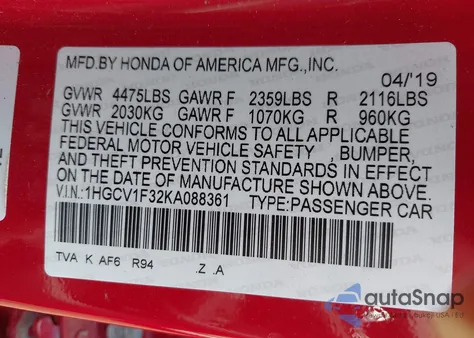 MFD.BY HONDA OF AMERICA MFG.,INC.
04/'19
GVWR 4475LBS GAWR F 2359LBS R 2116LBS
GVWR 2030KG GAWR F 1070KG R 960KG
THIS VEHICLE CONFORMS TO ALL APPLICABLE
FEDERAL MOTOR VEHICLE SAFETY , BUMPER,
AND THEFT PREVENTION STANDARDS IN EFFECT
ON THE DATE OF MANUFACTURE SHOWN ABOVE.
V.I.N.:1HGCV1F32KA088361 TYPE:PASSENGER CAR
TVA K AF6 R94 .Z .A
autaSnap